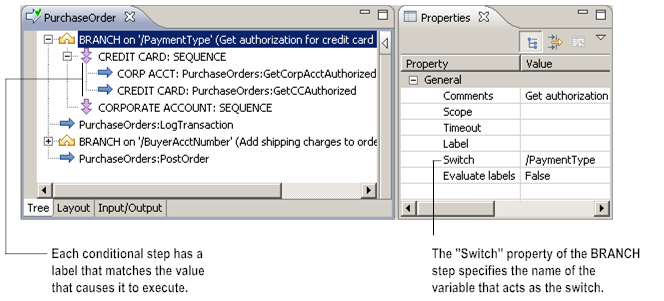 PurchaseOrder
BRANCH on '/PaymentType' (Get authorization for credit card
CREDIT CARD: SEQUENCE
CORP ACCT: PurchaseOrders:GetCorpAcctAuthorized
CREDIT CARD: PurchaseOrders:GetCCAuthorized
CORPORATE ACCOUNT: SEQUENCE
PurchaseOrders:LogTransaction
BRANCH on '/BuyerAcctNumber' (Add shipping charges to orde
PurchaseOrders:PostOrder
Tree Layout Input/Output
Properties
Property Value
General
Comments Get authorization
Scope
Timeout
Label
Switch /PaymentType
Evaluate labels False
Each conditional step has a
label that matches the value
that causes it to execute.
The "Switch" property of the BRANCH
step specifies the name of the
variable that acts as the switch.